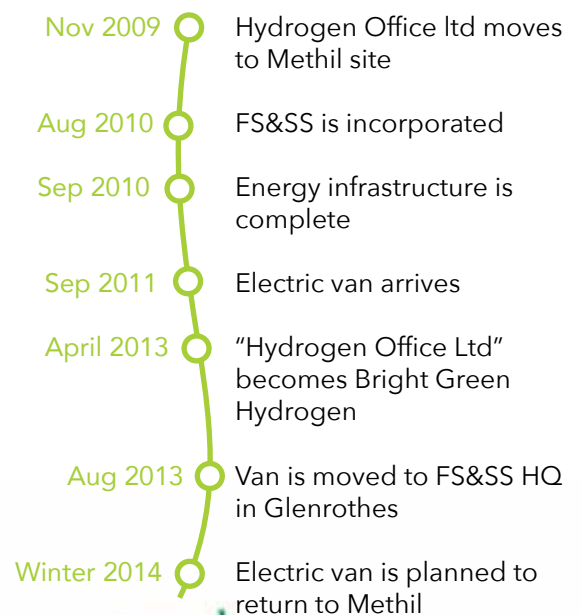 Nov 2009
Hydrogen Office ltd moves
to Methil site
Aug 2010
FS&SS is incorporated
Sep 2010
Energy infrastructure is
complete
Sep 2011
Electric van arrives
April 2013
“Hydrogen Office Ltd”
becomes Bright Green
Hydrogen
Aug 2013
Van is moved to FS&SS HQ
in Glenrothes
Winter 2014
Electric van is planned to
return to Methil